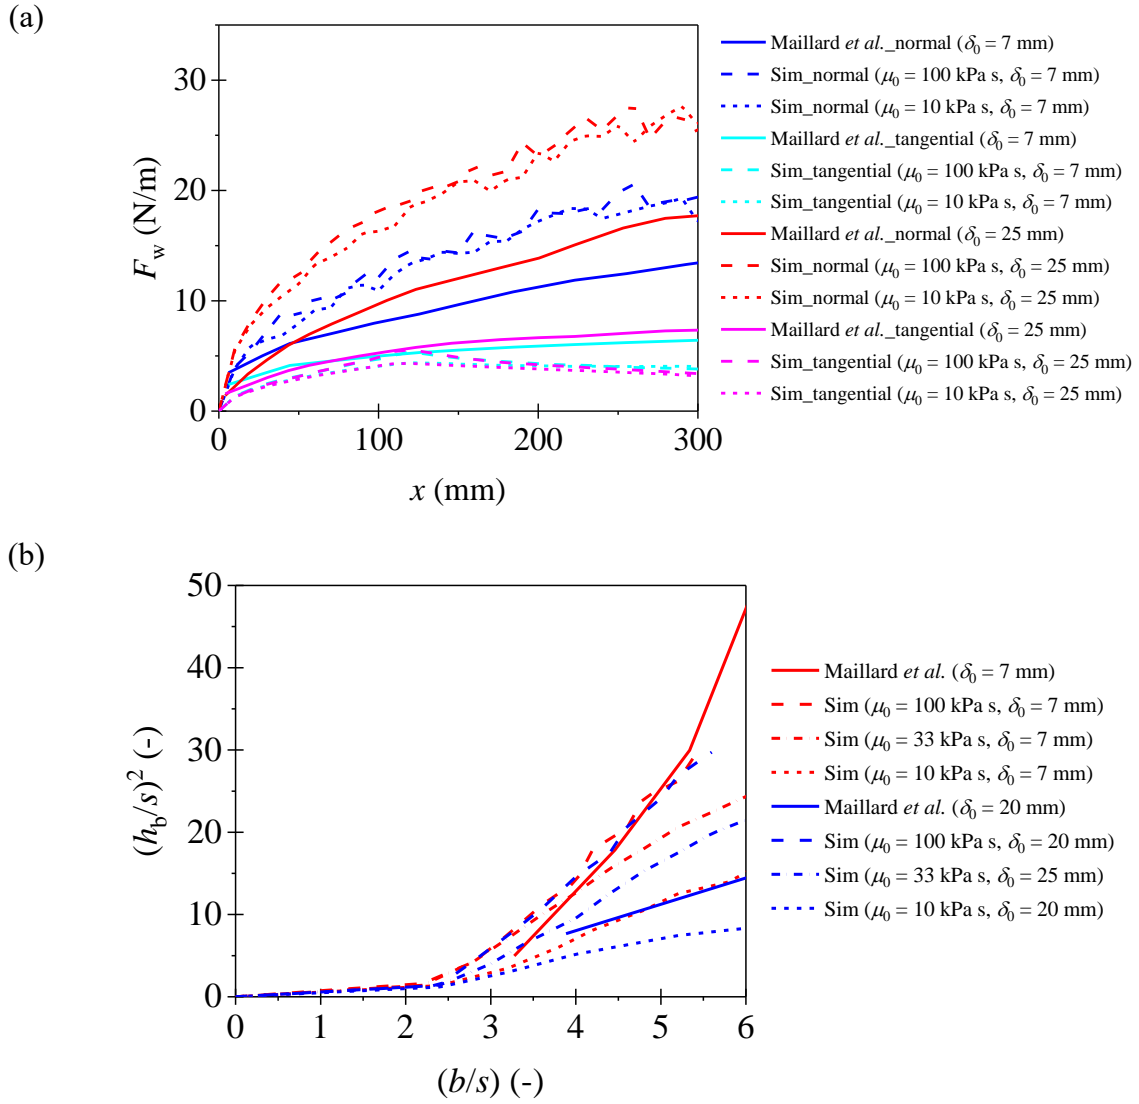 (a)
30
20
10
0
0 100 200 300
F_w (N/m)
x (mm)
Maillard et al._normal (δ₀ = 7 mm)
Sim_normal (μ₀ = 100 kPa s, δ₀ = 7 mm)
Sim_normal (μ₀ = 10 kPa s, δ₀ = 7 mm)
Maillard et al._tangential (δ₀ = 7 mm)
Sim_tangential (μ₀ = 100 kPa s, δ₀ = 7 mm)
Sim_tangential (μ₀ = 10 kPa s, δ₀ = 7 mm)
Maillard et al._normal (δ₀ = 25 mm)
Sim_normal (μ₀ = 100 kPa s, δ₀ = 25 mm)
Sim_normal (μ₀ = 10 kPa s, δ₀ = 25 mm)
Maillard et al._tangential (δ₀ = 25 mm)
Sim_tangential (μ₀ = 100 kPa s, δ₀ = 25 mm)
Sim_tangential (μ₀ = 10 kPa s, δ₀ = 25 mm)
(b)
50
40
30
20
10
0
0 1 2 3 4 5 6
(h_b/s)² (-)
(b/s) (-)
Maillard et al. (δ₀ = 7 mm)
Sim (μ₀ = 100 kPa s, δ₀ = 7 mm)
Sim (μ₀ = 33 kPa s, δ₀ = 7 mm)
Sim (μ₀ = 10 kPa s, δ₀ = 7 mm)
Maillard et al. (δ₀ = 20 mm)
Sim (μ₀ = 100 kPa s, δ₀ = 20 mm)
Sim (μ₀ = 33 kPa s, δ₀ = 25 mm)
Sim (μ₀ = 10 kPa s, δ₀ = 20 mm)